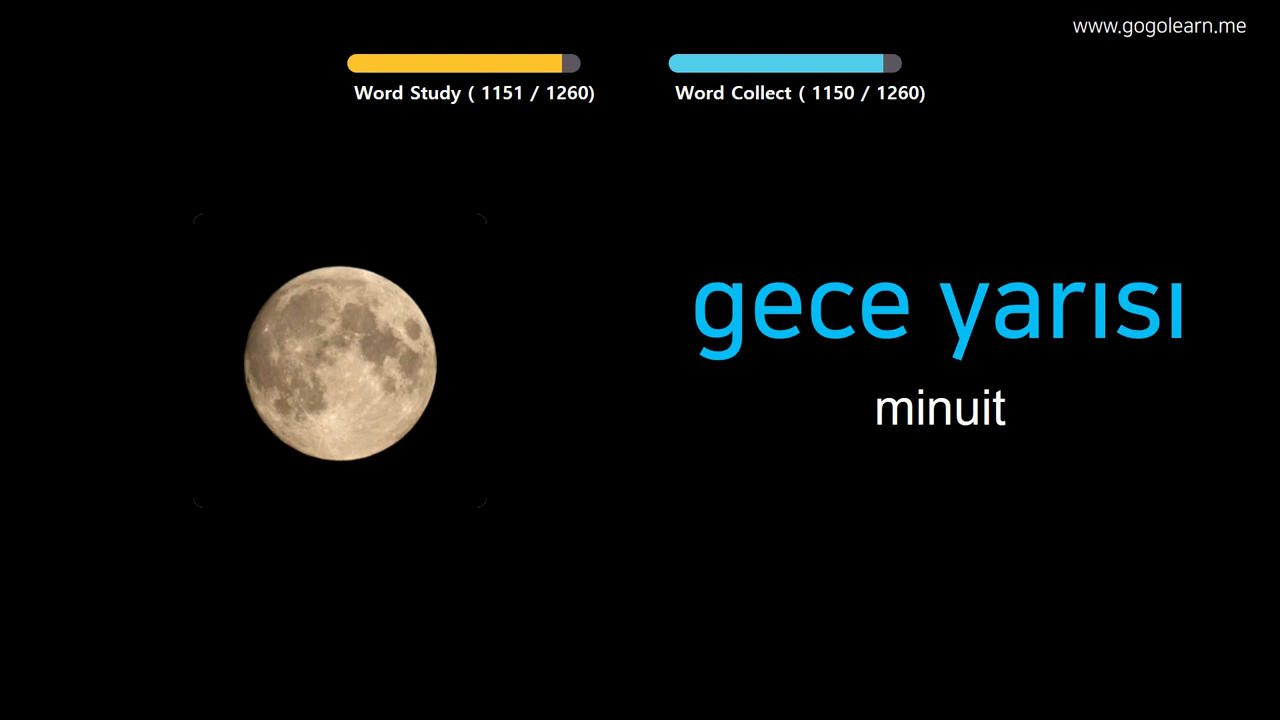 www.gogolearn.me
Word Study ( 1151 / 1260)
Word Collect ( 1150 / 1260)
gece yarısı
minuit